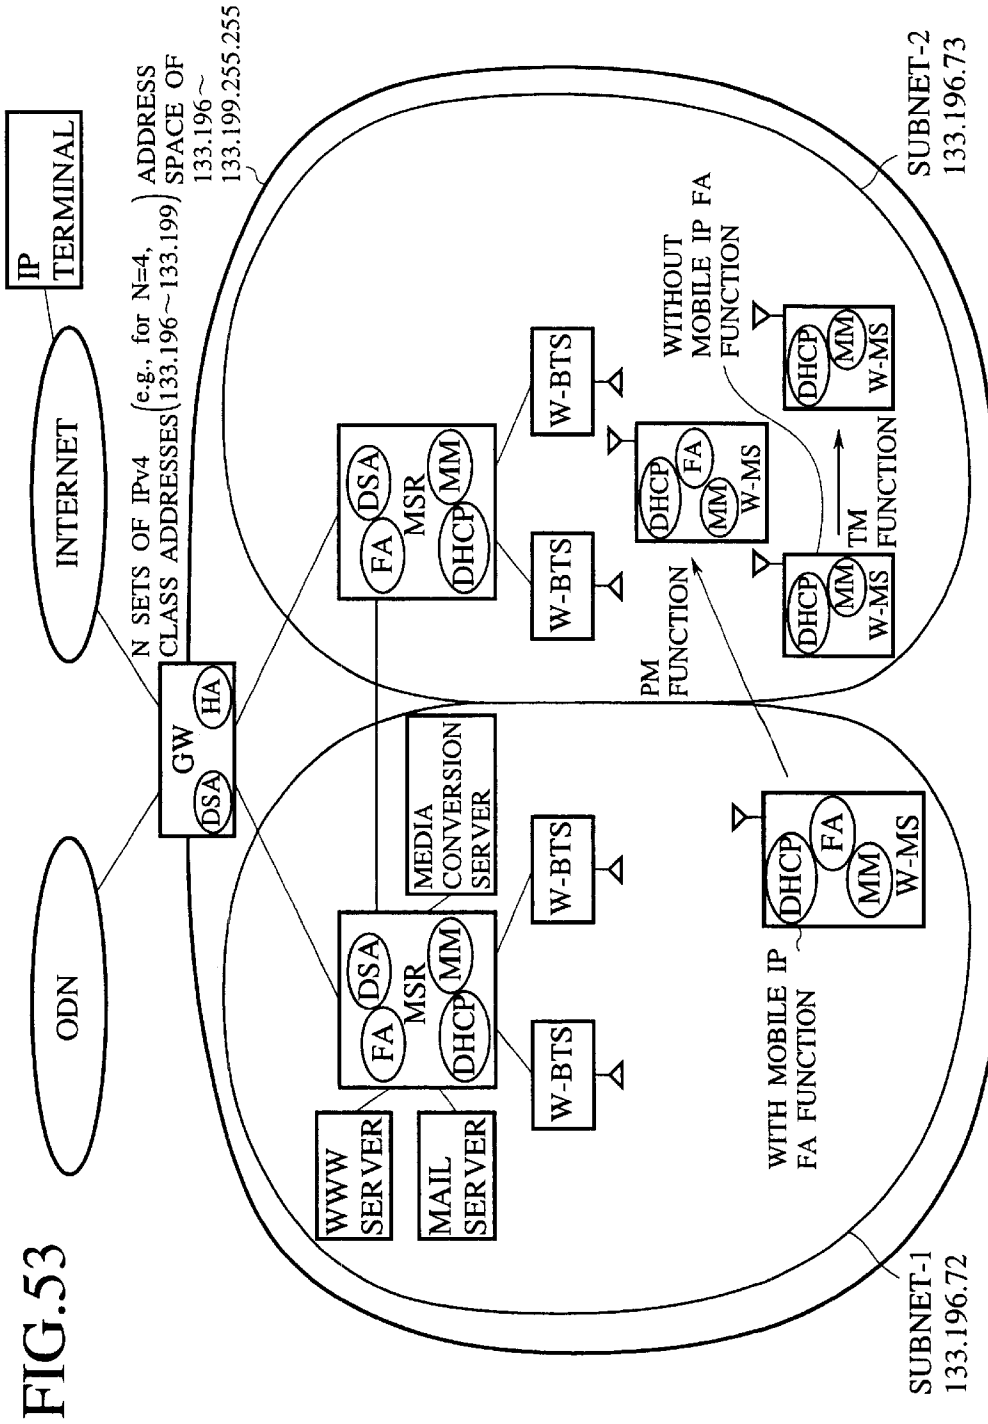 FIG.53
ODN
INTERNET
IP
TERMINAL
GW
DSA
HA
N SETS OF IPv4
CLASS ADDRESSES
(e.g., for N=4,
133.196~133.199)
ADDRESS
SPACE OF
133.196~
133.199.255.255
WWW
SERVER
MAIL
SERVER
FA
DSA
MSR
DHCP
MM
MEDIA
CONVERSION
SERVER
FA
DSA
MSR
DHCP
MM
W-BTS
W-BTS
W-BTS
W-BTS
WITH MOBILE IP
FA FUNCTION
DHCP
FA
MM
W-MS
PM
FUNCTION
DHCP
FA
MM
W-MS
WITHOUT
MOBILE IP FA
FUNCTION
DHCP
MM
W-MS
TM
FUNCTION
DHCP
MM
W-MS
SUBNET-1
133.196.72
SUBNET-2
133.196.73